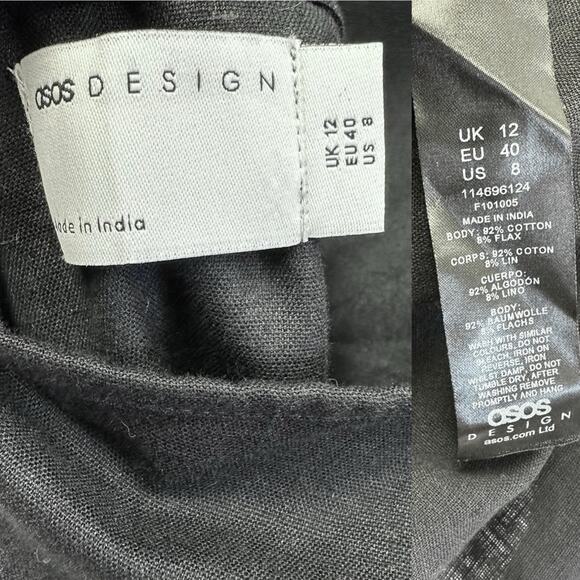 asos DESIGN
made in India
UK 12
EU 40
US 8
UK 12
EU 40
US 8
114696124
F101005
MADE IN INDIA
BODY: 92% COTTON
8% FLAX
CORPS: 92% COTON
8% LIN
CUERPO:
92% ALGODÓN
8% LINO
BODY:
92% BAUMWOLLE
8% FLACHS
WASH WITH SIMILAR
COLOURS, DO NOT
BLEACH, IRON ON
REVERSE, IRON
WHILST DAMP, DO NOT
TUMBLE DRY, AFTER
WASHING REMOVE
PROMPTLY AND HANG
asos
DESIGN
asos.com Ltd